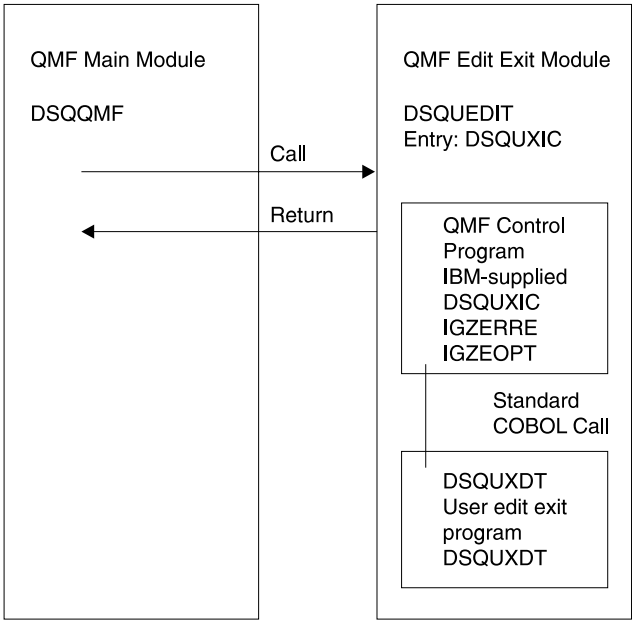 QMF Main Module
DSQQMF
Call
Return
QMF Edit Exit Module
DSQUEDIT
Entry: DSQUXIC
QMF Control
Program
IBM-supplied
DSQUXIC
IGZERRE
IGZEOPT
Standard
COBOL Call
DSQUXDT
User edit exit
program
DSQUXDT